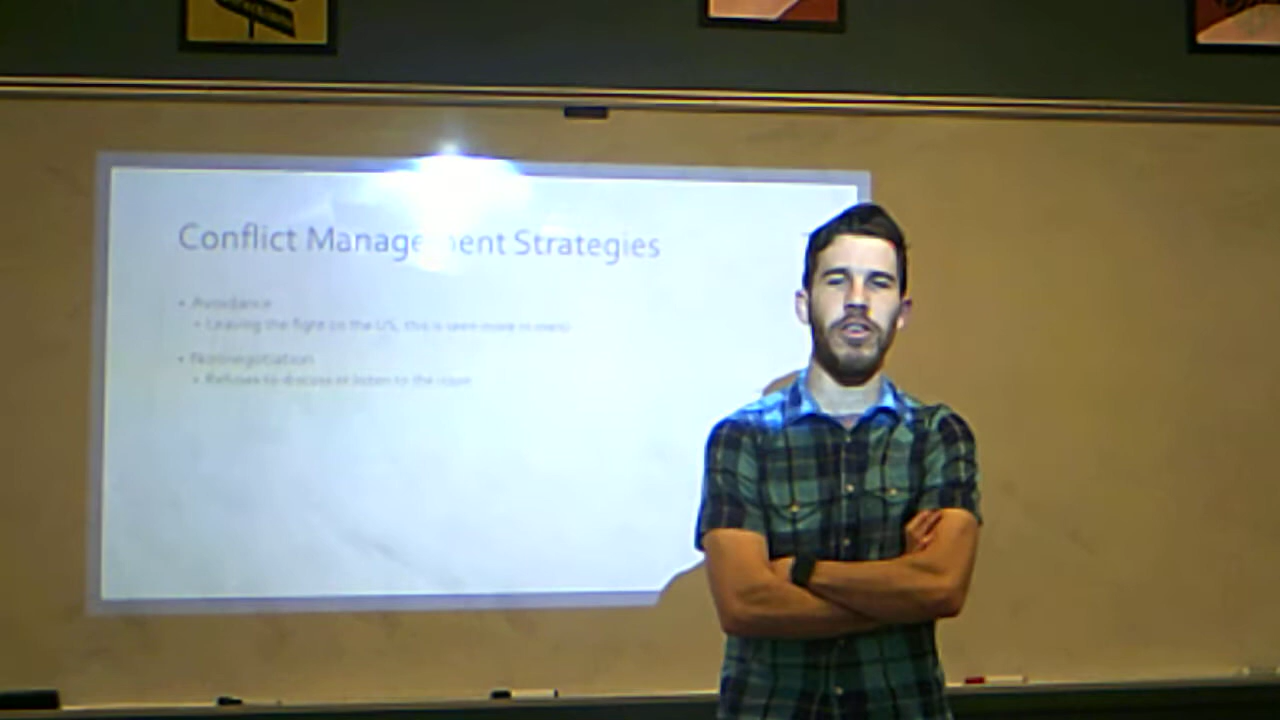 Conflict Management Strategies
• Avoidance
• Leaving the fight (in the US, this is seen more in men)
• Nonnegotiation
• Refuses to discuss or listen to the issue